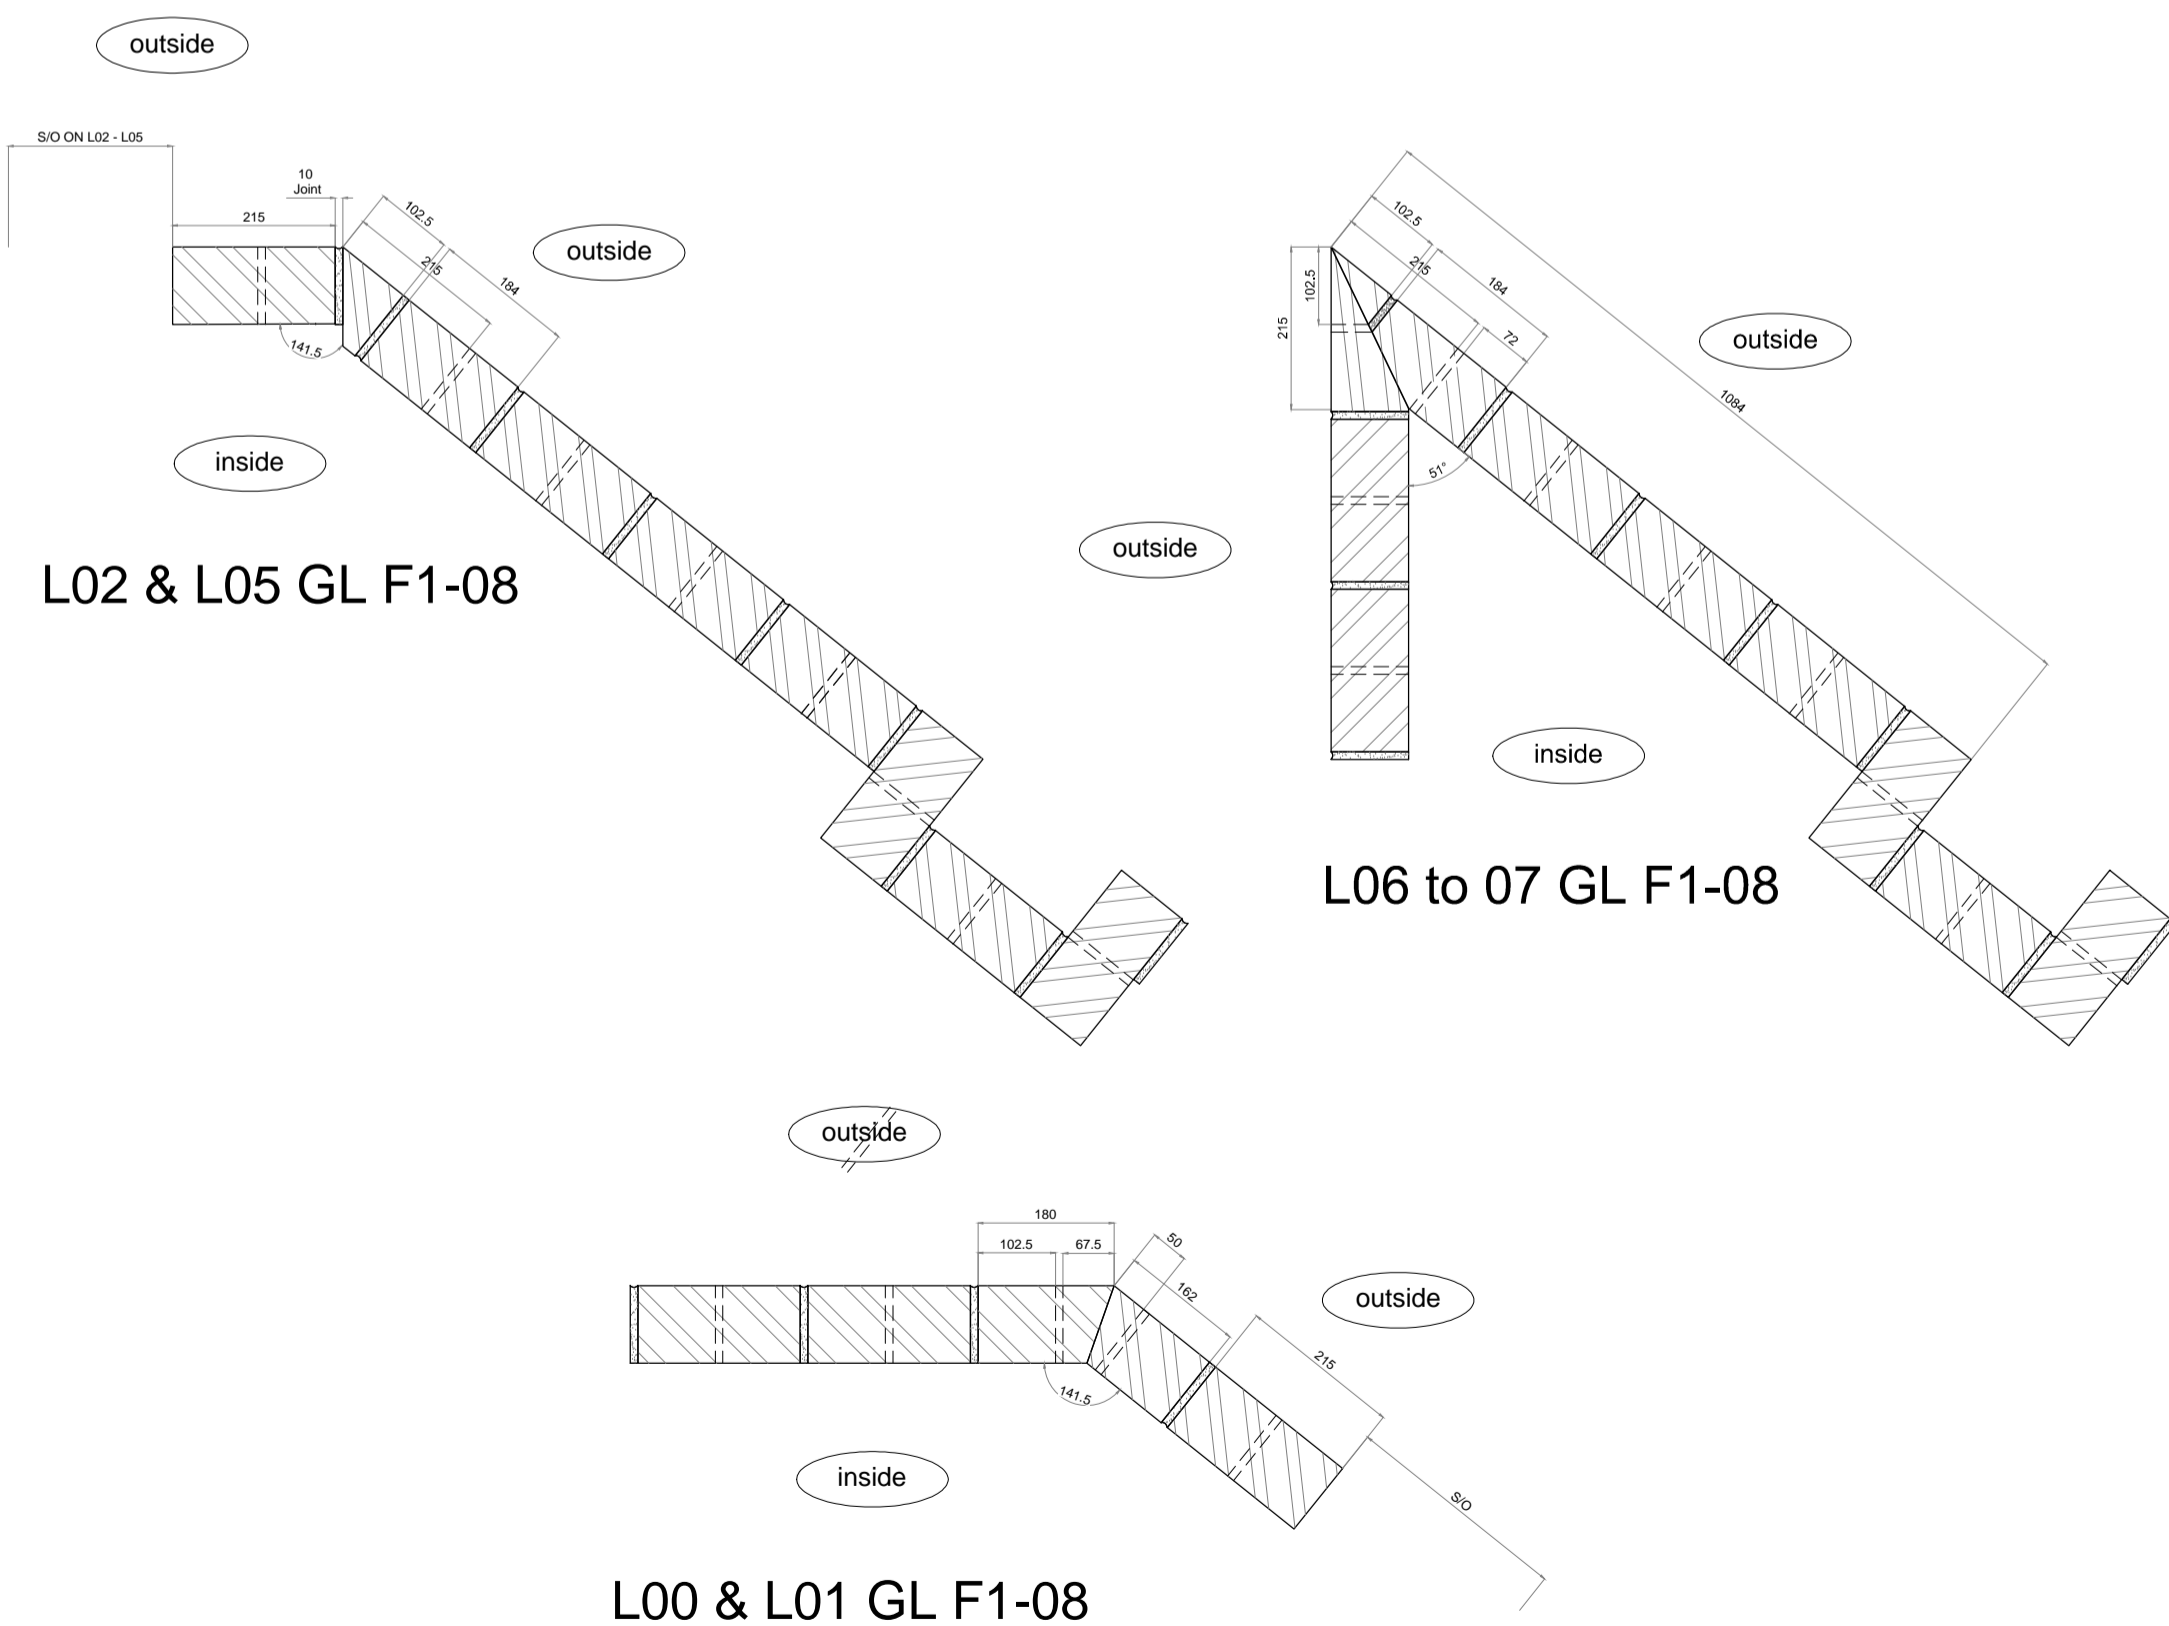 outside
S/O ON L02 - L05
10
Joint
215
102.5
215
184
141.5
outside
inside
L02 & L05 GL F1-08
102.5
215
184
72
1084
102.5
215
51°
outside
outside
inside
L06 to 07 GL F1-08
outside
180
102.5
67.5
50
162
215
S/O
141.5
outside
inside
L00 & L01 GL F1-08